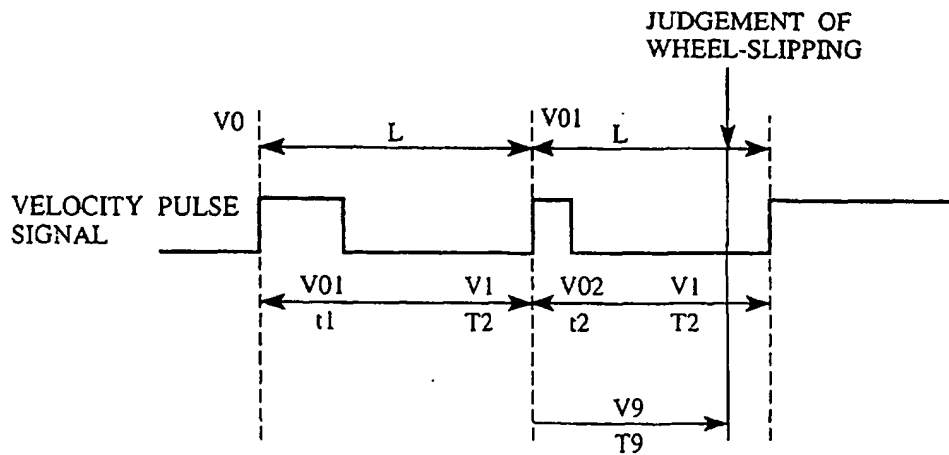 JUDGEMENT OF
WHEEL-SLIPPING
V0
L
V01
L
VELOCITY PULSE
SIGNAL
V01
V1
V02
V1
t1
T2
t2
T2
V9
T9